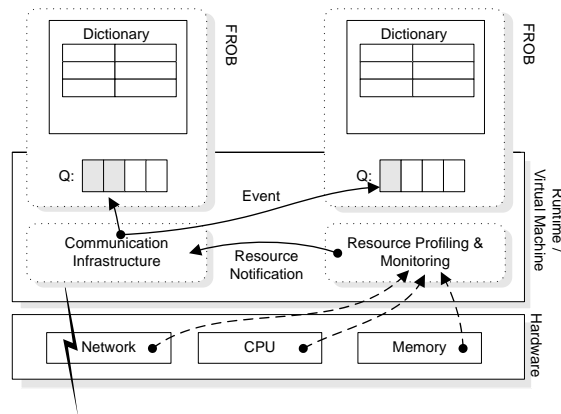 Dictionary
FROB
Dictionary
FROB
Q:
Q:
Event
Runtime /
Virtual Machine
Communication
Infrastructure
Resource
Notification
Resource Profiling &
Monitoring
Network
CPU
Memory
Hardware